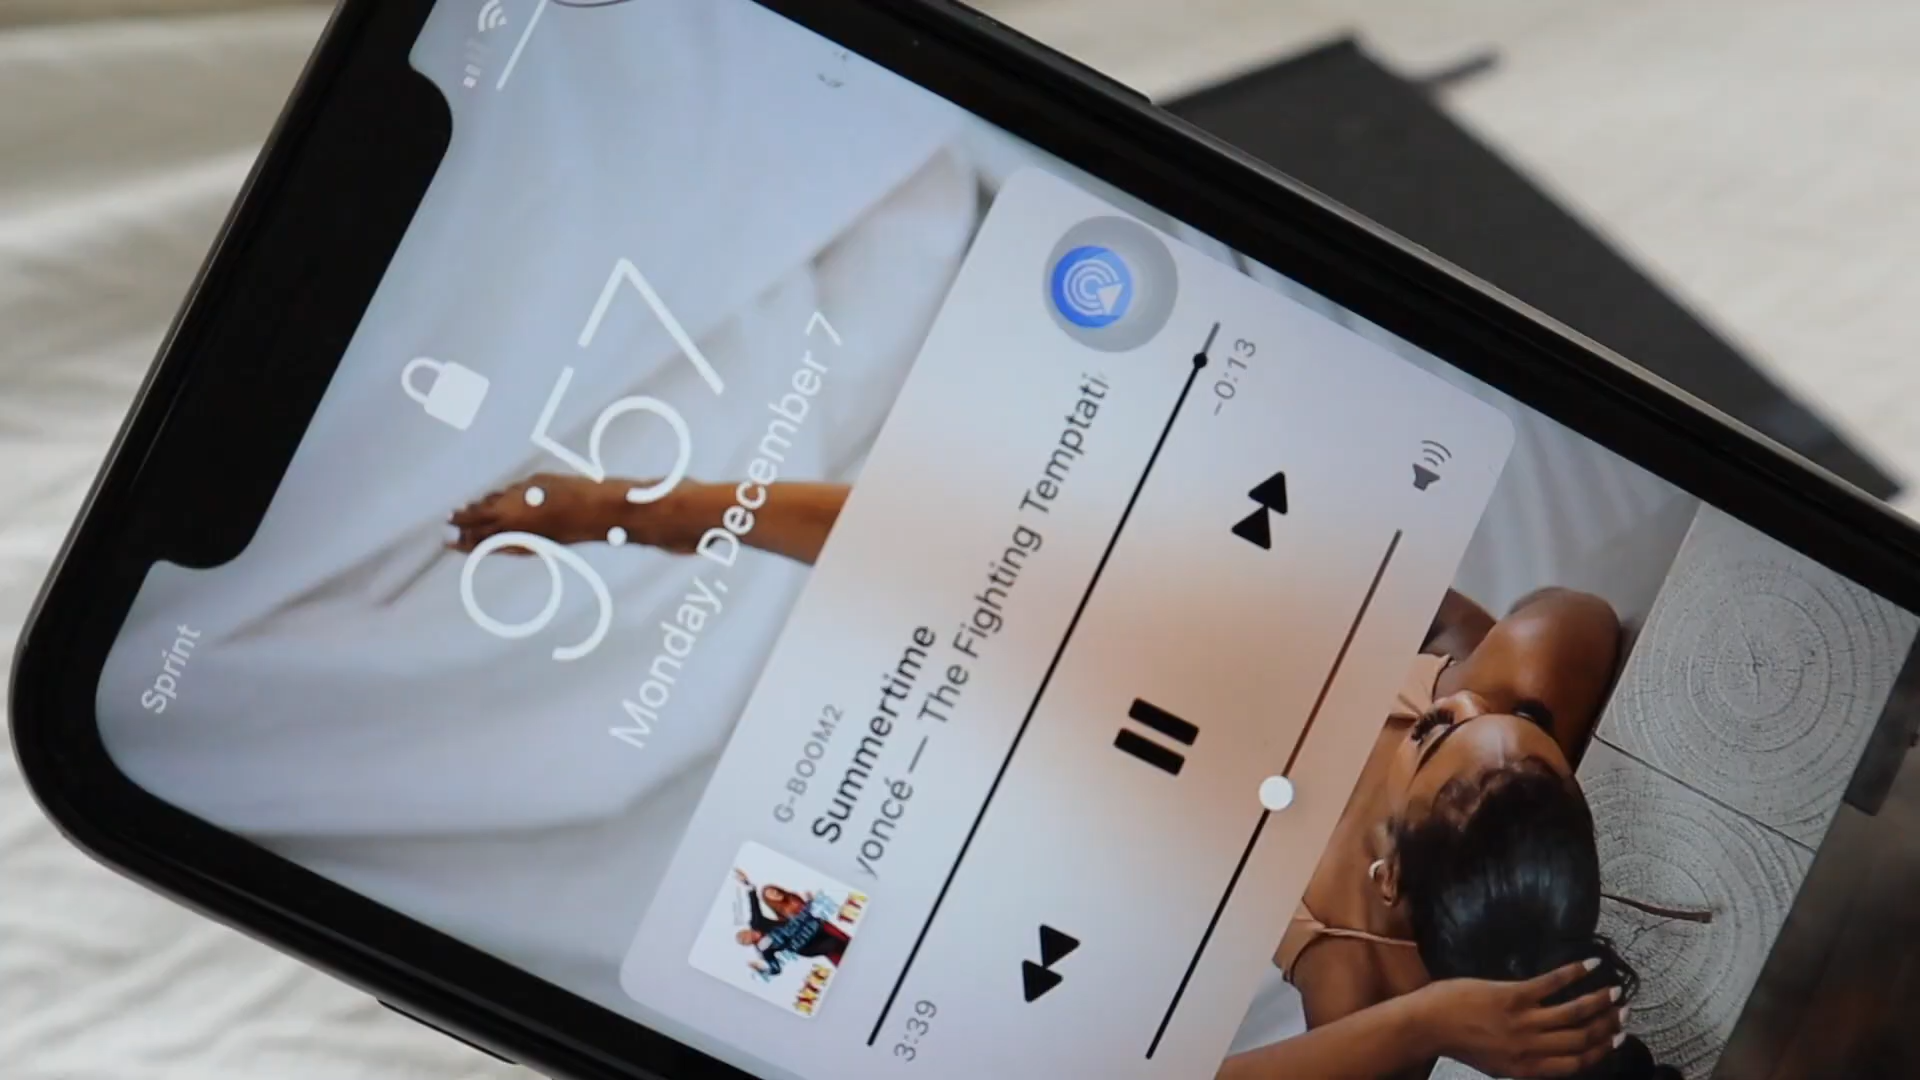 Sprint
9:57
Monday, December 7
G-BOOM2
Summertime
yoncé — The Fighting Temptati
3:39
-0:13